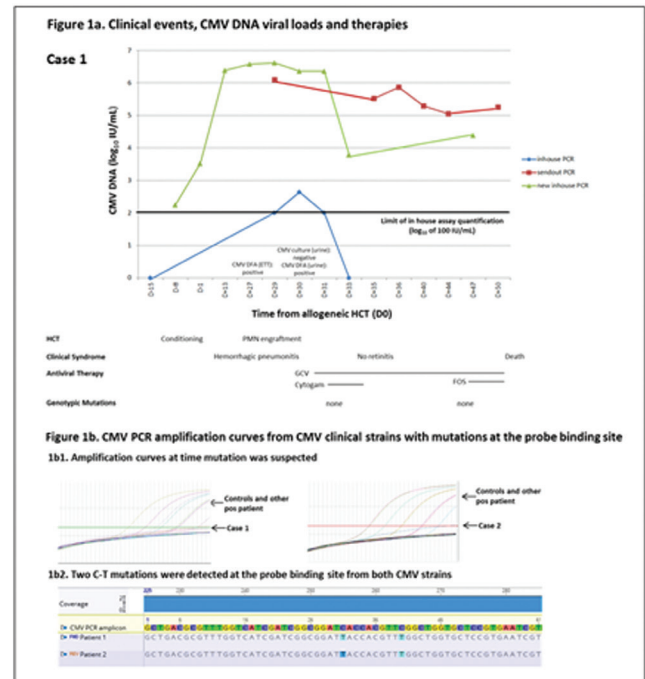 Figure 1a. Clinical events, CMV DNA viral loads and therapies
Case 1
CMV DNA (log10 IU/mL)
7
6
5
4
3
2
1
0
inhouse PCR
sendout PCR
new inhouse PCR
Limit of in house assay quantification
(log10 of 100 IU/mL)
CMV DFA (ETT):
positive
CMV culture (urine):
negative
CMV DFA (urine):
positive
D-15
D-8
D-1
D+13
D+27
D+29
D+30
D+31
D+33
D+35
D+36
D+40
D+44
D+47
D+50
Time from allogeneic HCT (D0)
HCT Conditioning PMN engraftment
Clinical Syndrome Hemorrhagic pneumonitis No retinitis Death
Antiviral Therapy GCV
Cytogam FOS
Genotypic Mutations none none
Figure 1b. CMV PCR amplification curves from CMV clinical strains with mutations at the probe binding site
1b1. Amplification curves at time mutation was suspected
Controls and other
pos patient
Case 1
Controls and other
pos patient
Case 2
1b2. Two C-T mutations were detected at the probe binding site from both CMV strains
Coverage
CMV PCR amplicon GCTGACGCGTTTGGTCATCGATCGGCGGATCACCACGTTCGGCTGGTGCTCCGTGAATCGT
Patient 1 GCTGACGCGTTTGGTCATCGATCGGCGGATTACCACGTTTGGCTGGTGCTCCGTGAATCGT
Patient 2 GCTGACGCGTTTGGTCATCGATCGGCGGATTACCACGTTTGGCTGGTGCTCCGTGAATCGT